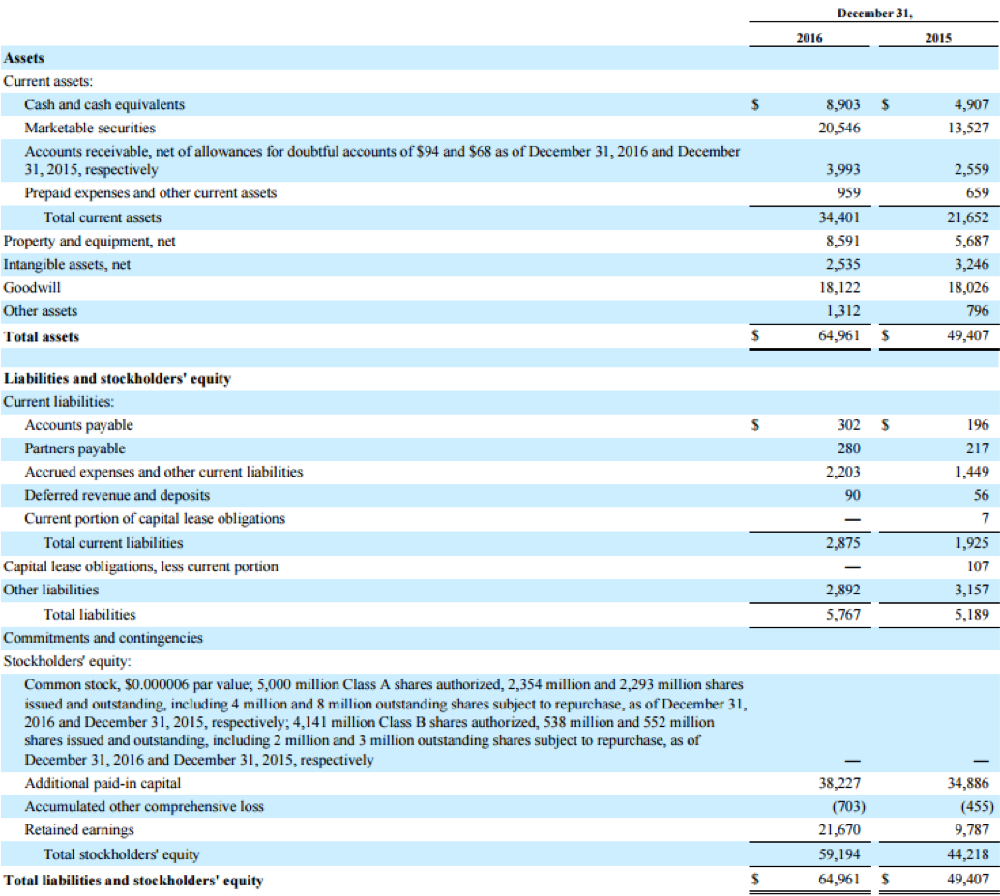 December 31,
2016 2015
Assets
Current assets:
Cash and cash equivalents $ 8,903 $ 4,907
Marketable securities 20,546 13,527
Accounts receivable, net of allowances for doubtful accounts of $94 and $68 as of December 31, 2016 and December
31, 2015, respectively 3,993 2,559
Prepaid expenses and other current assets 959 659
Total current assets 34,401 21,652
Property and equipment, net 8,591 5,687
Intangible assets, net 2,535 3,246
Goodwill 18,122 18,026
Other assets 1,312 796
Total assets $ 64,961 $ 49,407
Liabilities and stockholders' equity
Current liabilities:
Accounts payable $ 302 $ 196
Partners payable 280 217
Accrued expenses and other current liabilities 2,203 1,449
Deferred revenue and deposits 90 56
Current portion of capital lease obligations — 7
Total current liabilities 2,875 1,925
Capital lease obligations, less current portion — 107
Other liabilities 2,892 3,157
Total liabilities 5,767 5,189
Commitments and contingencies
Stockholders' equity:
Common stock, $0.000006 par value; 5,000 million Class A shares authorized, 2,354 million and 2,293 million shares
issued and outstanding, including 4 million and 8 million outstanding shares subject to repurchase, as of December 31,
2016 and December 31, 2015, respectively; 4,141 million Class B shares authorized, 538 million and 552 million
shares issued and outstanding, including 2 million and 3 million outstanding shares subject to repurchase, as of
December 31, 2016 and December 31, 2015, respectively — —
Additional paid-in capital 38,227 34,886
Accumulated other comprehensive loss (703) (455)
Retained earnings 21,670 9,787
Total stockholders' equity 59,194 44,218
Total liabilities and stockholders' equity $ 64,961 $ 49,407